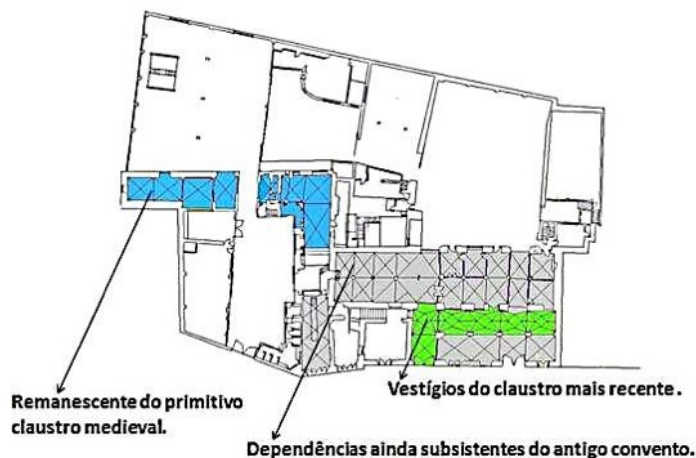 Remanescente do primitivo
claustro medieval.
Vestígios do claustro mais recente .
Dependências ainda subsistentes do antigo convento.